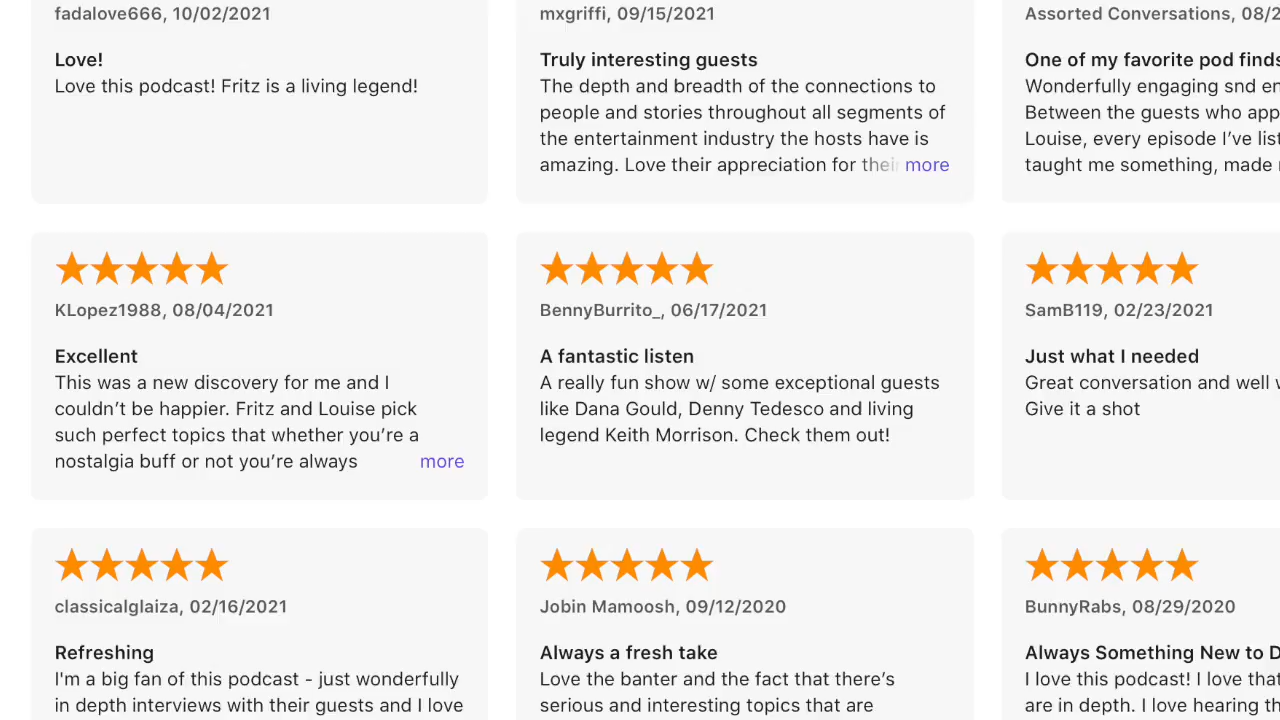 fadalove666, 10/02/2021
Love!
Love this podcast! Fritz is a living legend!
mxgriffi, 09/15/2021
Truly interesting guests
The depth and breadth of the connections to
people and stories throughout all segments of
the entertainment industry the hosts have is
amazing. Love their appreciation for their more
Assorted Conversations, 08/2
One of my favorite pod finds
Wonderfully engaging snd en
Between the guests who app
Louise, every episode I’ve list
taught me something, made
KLopez1988, 08/04/2021
Excellent
This was a new discovery for me and I
couldn’t be happier. Fritz and Louise pick
such perfect topics that whether you’re a
nostalgia buff or not you’re always more
BennyBurrito_, 06/17/2021
A fantastic listen
A really fun show w/ some exceptional guests
like Dana Gould, Denny Tedesco and living
legend Keith Morrison. Check them out!
SamB119, 02/23/2021
Just what I needed
Great conversation and well
Give it a shot
classicalglaiza, 02/16/2021
Refreshing
I'm a big fan of this podcast - just wonderfully
in depth interviews with their guests and I love
Jobin Mamoosh, 09/12/2020
Always a fresh take
Love the banter and the fact that there’s
serious and interesting topics that are
BunnyRabs, 08/29/2020
Always Something New to D
I love this podcast! I love that
are in depth. I love hearing th